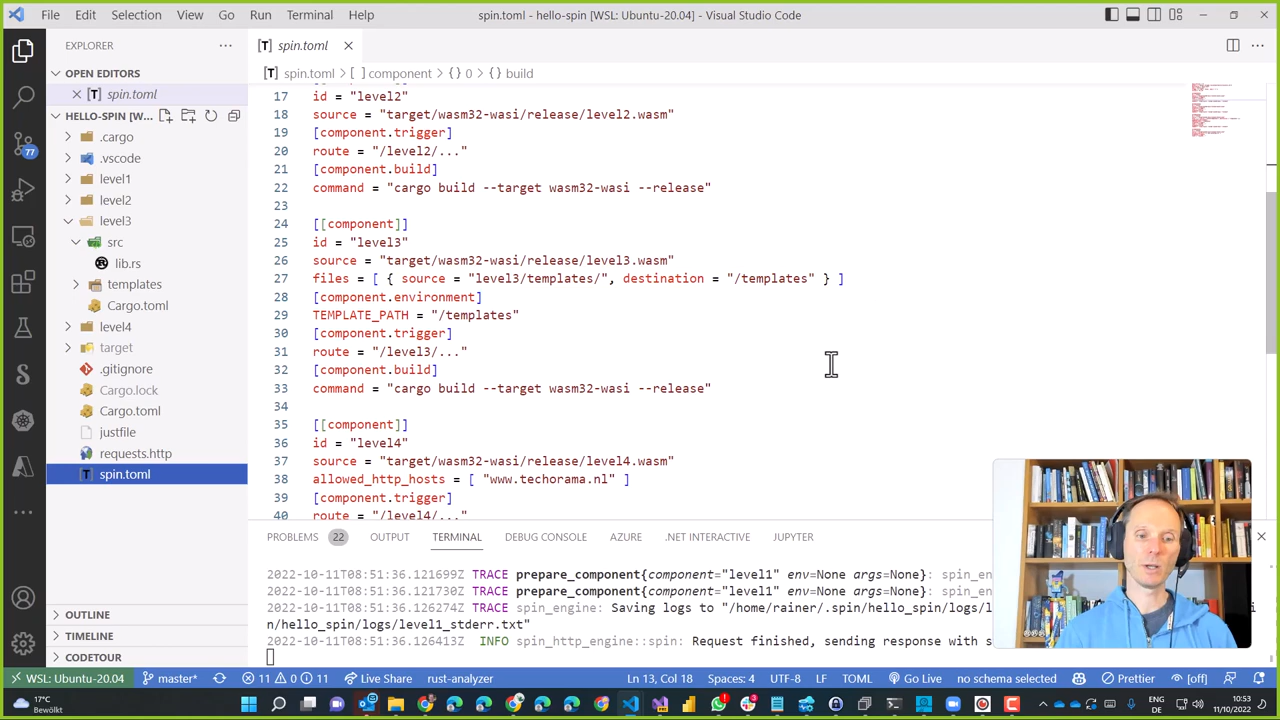 File Edit Selection View Go Run Terminal Help
spin.toml - hello-spin [WSL: Ubuntu-20.04] - Visual Studio Code
EXPLORER
OPEN EDITORS
spin.toml
HELLO-SPIN [W...
.cargo
.vscode
level1
level2
level3
src
lib.rs
templates
Cargo.toml
level4
target
.gitignore
Cargo.lock
Cargo.toml
justfile
requests.http
spin.toml
OUTLINE
TIMELINE
CODETOUR
77
spin.toml
spin.toml > [ ] component > {} 0 > {} build
17 id = "level2"
18 source = "target/wasm32-wasi/release/level2.wasm"
19 [component.trigger]
20 route = "/level2/..."
21 [component.build]
22 command = "cargo build --target wasm32-wasi --release"
23
24 [[component]]
25 id = "level3"
26 source = "target/wasm32-wasi/release/level3.wasm"
27 files = [ { source = "level3/templates/", destination = "/templates" } ]
28 [component.environment]
29 TEMPLATE_PATH = "/templates"
30 [component.trigger]
31 route = "/level3/..."
32 [component.build]
33 command = "cargo build --target wasm32-wasi --release"
34
35 [[component]]
36 id = "level4"
37 source = "target/wasm32-wasi/release/level4.wasm"
38 allowed_http_hosts = [ "www.techorama.nl" ]
39 [component.trigger]
40 route = "/level4/..."
PROBLEMS 22 OUTPUT TERMINAL DEBUG CONSOLE AZURE .NET INTERACTIVE JUPYTER
2022-10-11T08:51:36.121699Z TRACE prepare_component{component="level1" env=None args=None}: spin_en
2022-10-11T08:51:36.121730Z TRACE prepare_component{component="level1" env=None args=None}: spin_en
2022-10-11T08:51:36.126274Z TRACE spin_engine: Saving logs to "/home/rainer/.spin/hello_spin/logs/l
n/hello_spin/logs/level1_stderr.txt"
2022-10-11T08:51:36.126413Z INFO spin_http_engine::spin: Request finished, sending response with s
WSL: Ubuntu-20.04 master* 11 0 11 Live Share rust-analyzer Ln 13, Col 18 Spaces: 4 UTF-8 LF TOML Go Live no schema selected Prettier [off]
17°C
Bewölkt
ENG
DE
10:53
11/10/2022